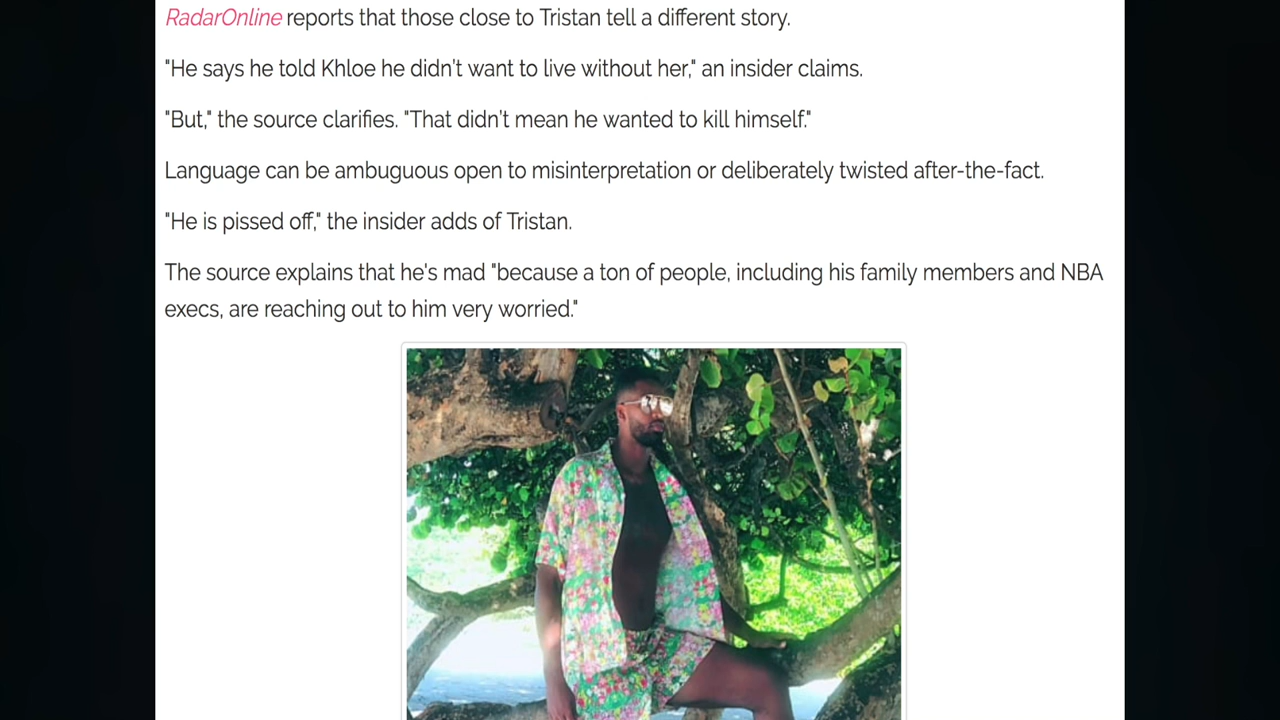 RadarOnline reports that those close to Tristan tell a different story.
"He says he told Khloe he didn't want to live without her," an insider claims.
"But," the source clarifies. "That didn't mean he wanted to kill himself."
Language can be ambuguous open to misinterpretation or deliberately twisted after-the-fact.
"He is pissed off," the insider adds of Tristan.
The source explains that he's mad "because a ton of people, including his family members and NBA
execs, are reaching out to him very worried."